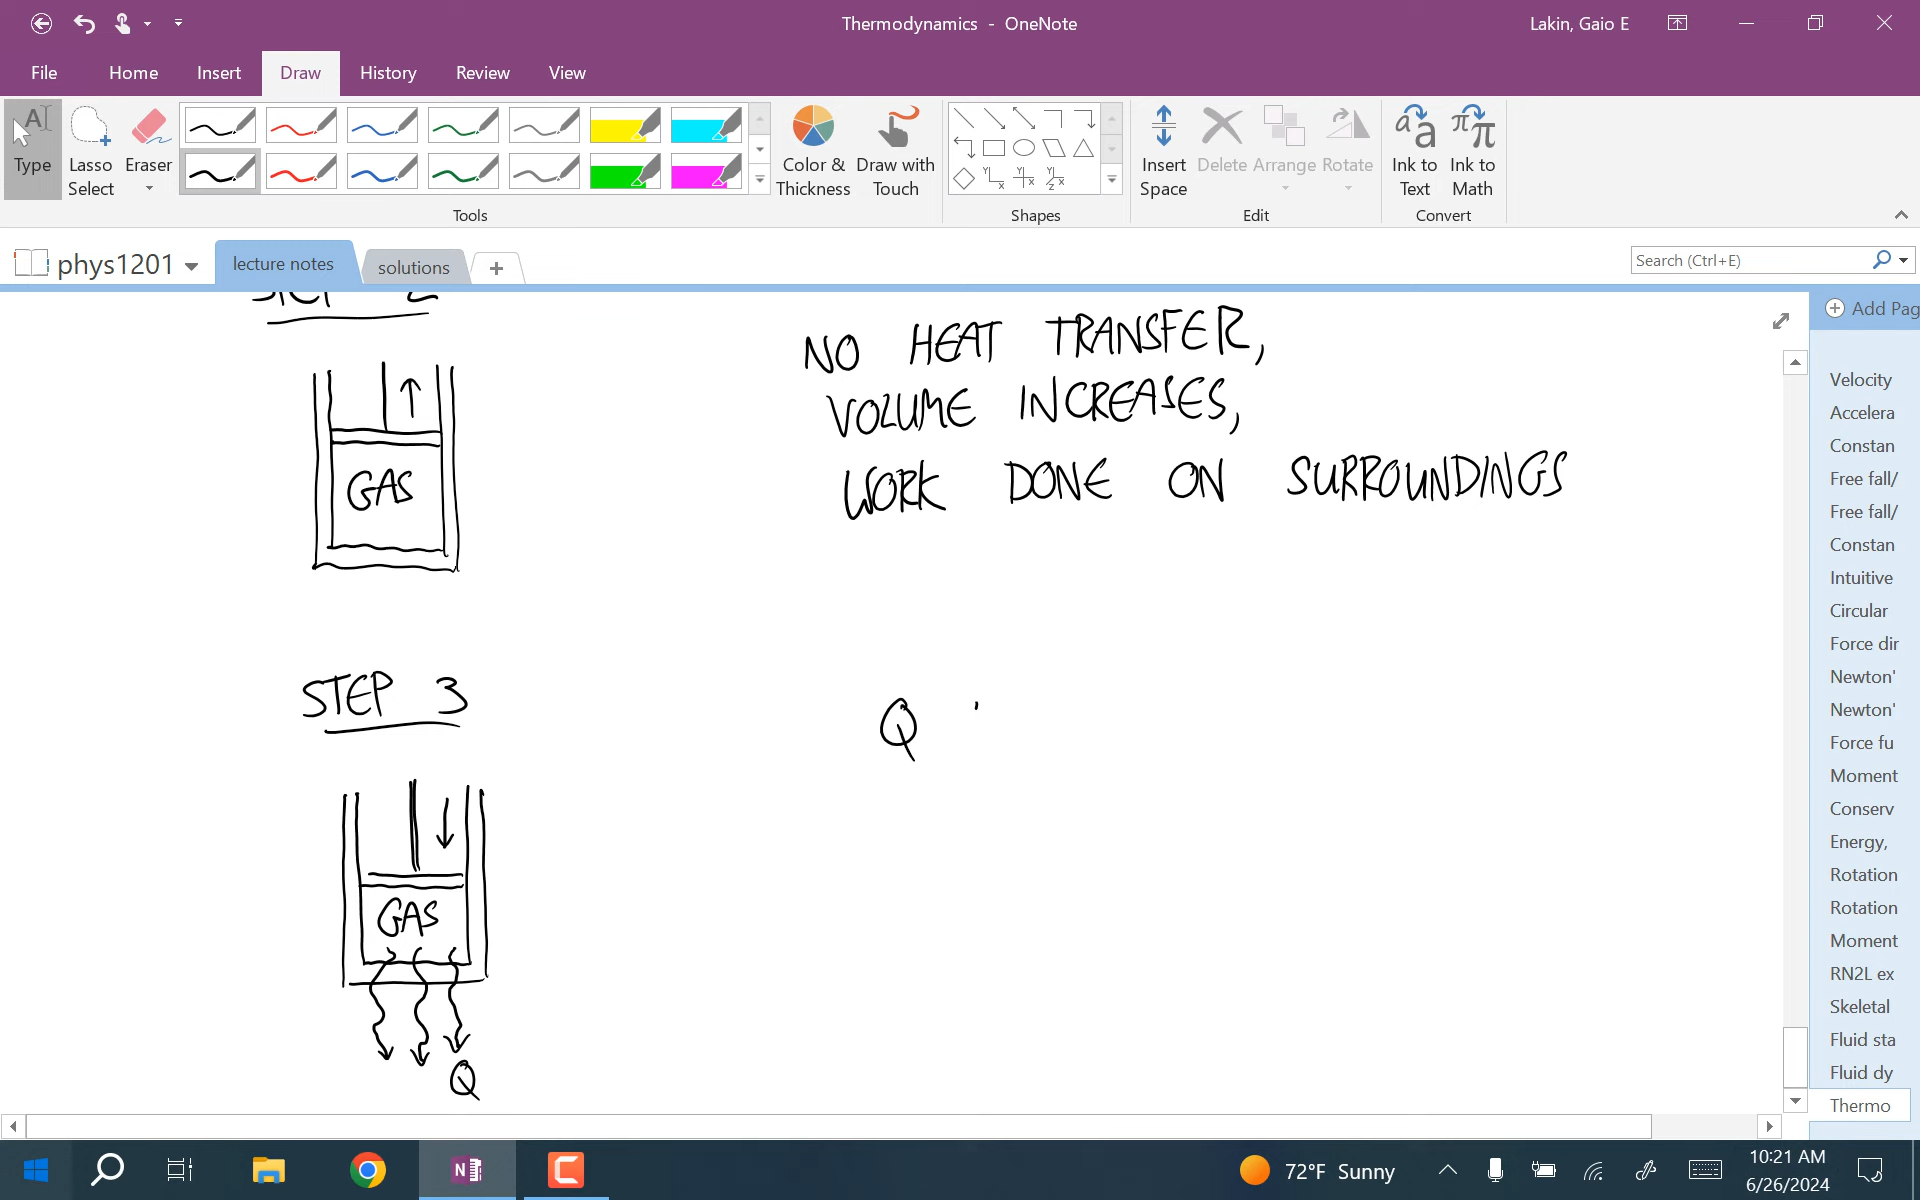 Thermodynamics - OneNote
Lakin, Gaio E
File Home Insert Draw History Review View
Type
Lasso Select
Eraser
Color & Thickness
Draw with Touch
Insert Space
Delete
Arrange
Rotate
Ink to Text
Ink to Math
Tools Shapes Edit Convert
phys1201 lecture notes solutions +
Search (Ctrl+E)
STEP 2
Add Pag
NO HEAT TRANSFER,
VOLUME INCREASES,
WORK DONE ON SURROUNDINGS
GAS
STEP 3
Q
GAS
Q
Velocity
Accelera
Constan
Free fall/
Free fall/
Constan
Intuitive
Circular
Force dir
Newton'
Newton'
Force fu
Moment
Conserv
Energy,
Rotation
Rotation
Moment
RN2L ex
Skeletal
Fluid sta
Fluid dy
Thermo
72°F Sunny
10:21 AM
6/26/2024